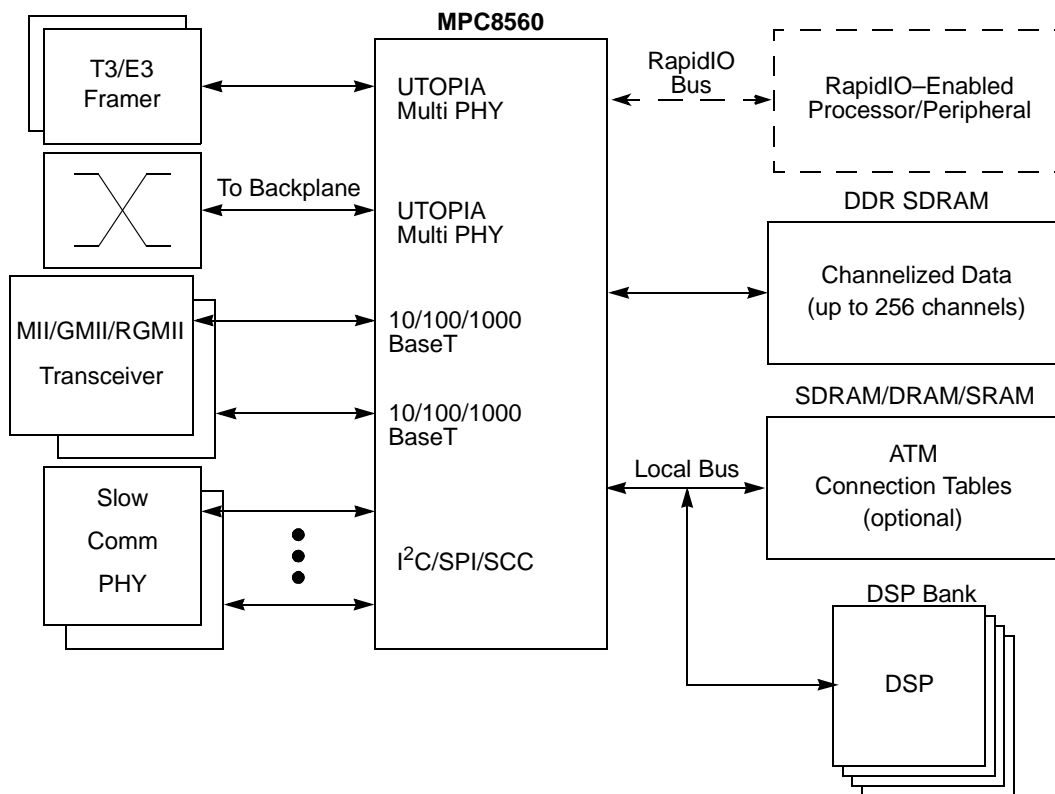 MPC8560
T3/E3
Framer
UTOPIA
Multi PHY
RapidIO
Bus
RapidIO–Enabled
Processor/Peripheral
To Backplane
UTOPIA
Multi PHY
DDR SDRAM
Channelized Data
(up to 256 channels)
MII/GMII/RGMII
Transceiver
10/100/1000
BaseT
10/100/1000
BaseT
SDRAM/DRAM/SRAM
Local Bus
ATM
Connection Tables
(optional)
Slow
Comm
PHY
I²C/SPI/SCC
DSP Bank
DSP